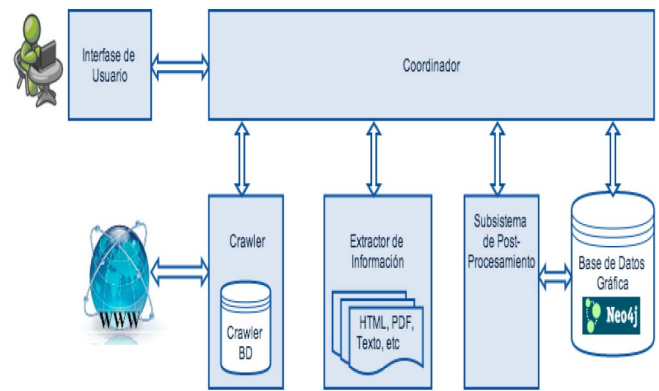 Interfase de
Usuario
Coordinador
Crawler
Crawler
BD
Extractor de
Información
HTML, PDF,
Texto, etc
Subsistema
de Post-
Procesamiento
Base de Datos
Gráfica
Neo4j
WWW